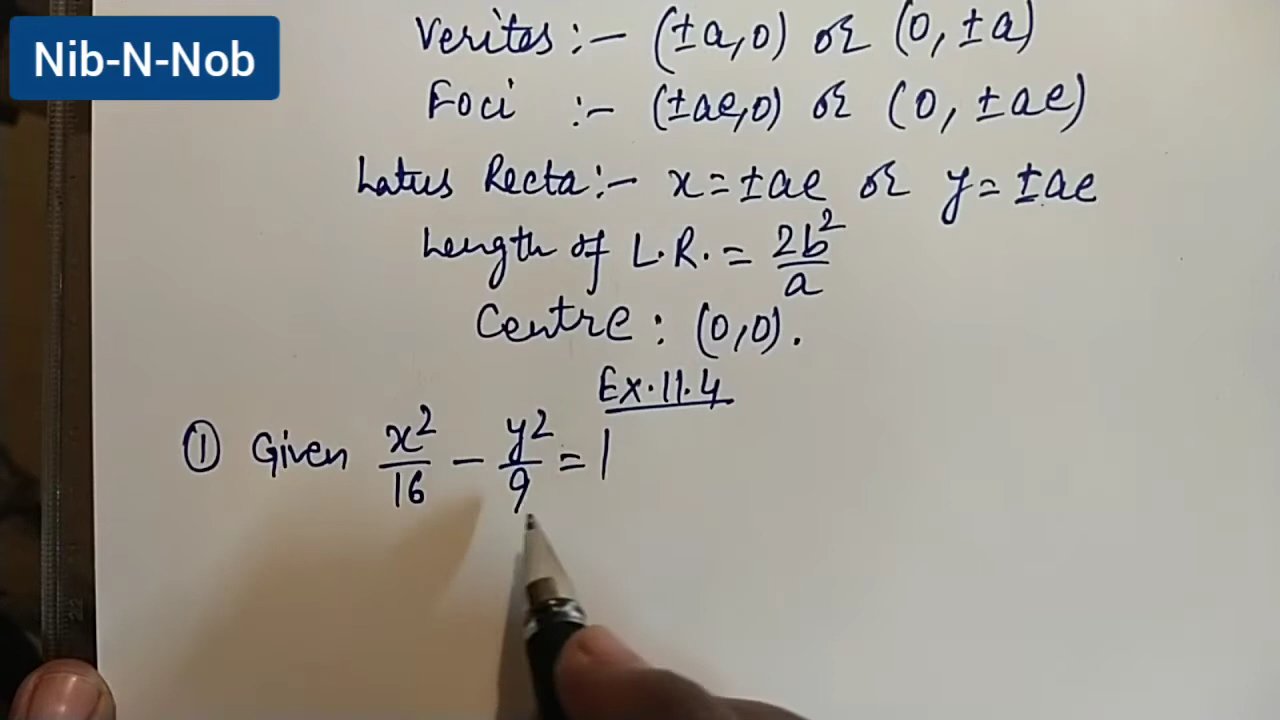 Nib-N-Nob
Verites :- (±a,0) or (0, ±a)
Foci :- (±ae,0) or (0, ±ae)
Latus Recta :- x = ±ae or y = ±ae
Length of L.R. = 2b²/a
Centre : (0,0).
Ex.11.4
① Given x²/16 - y²/9 = 1